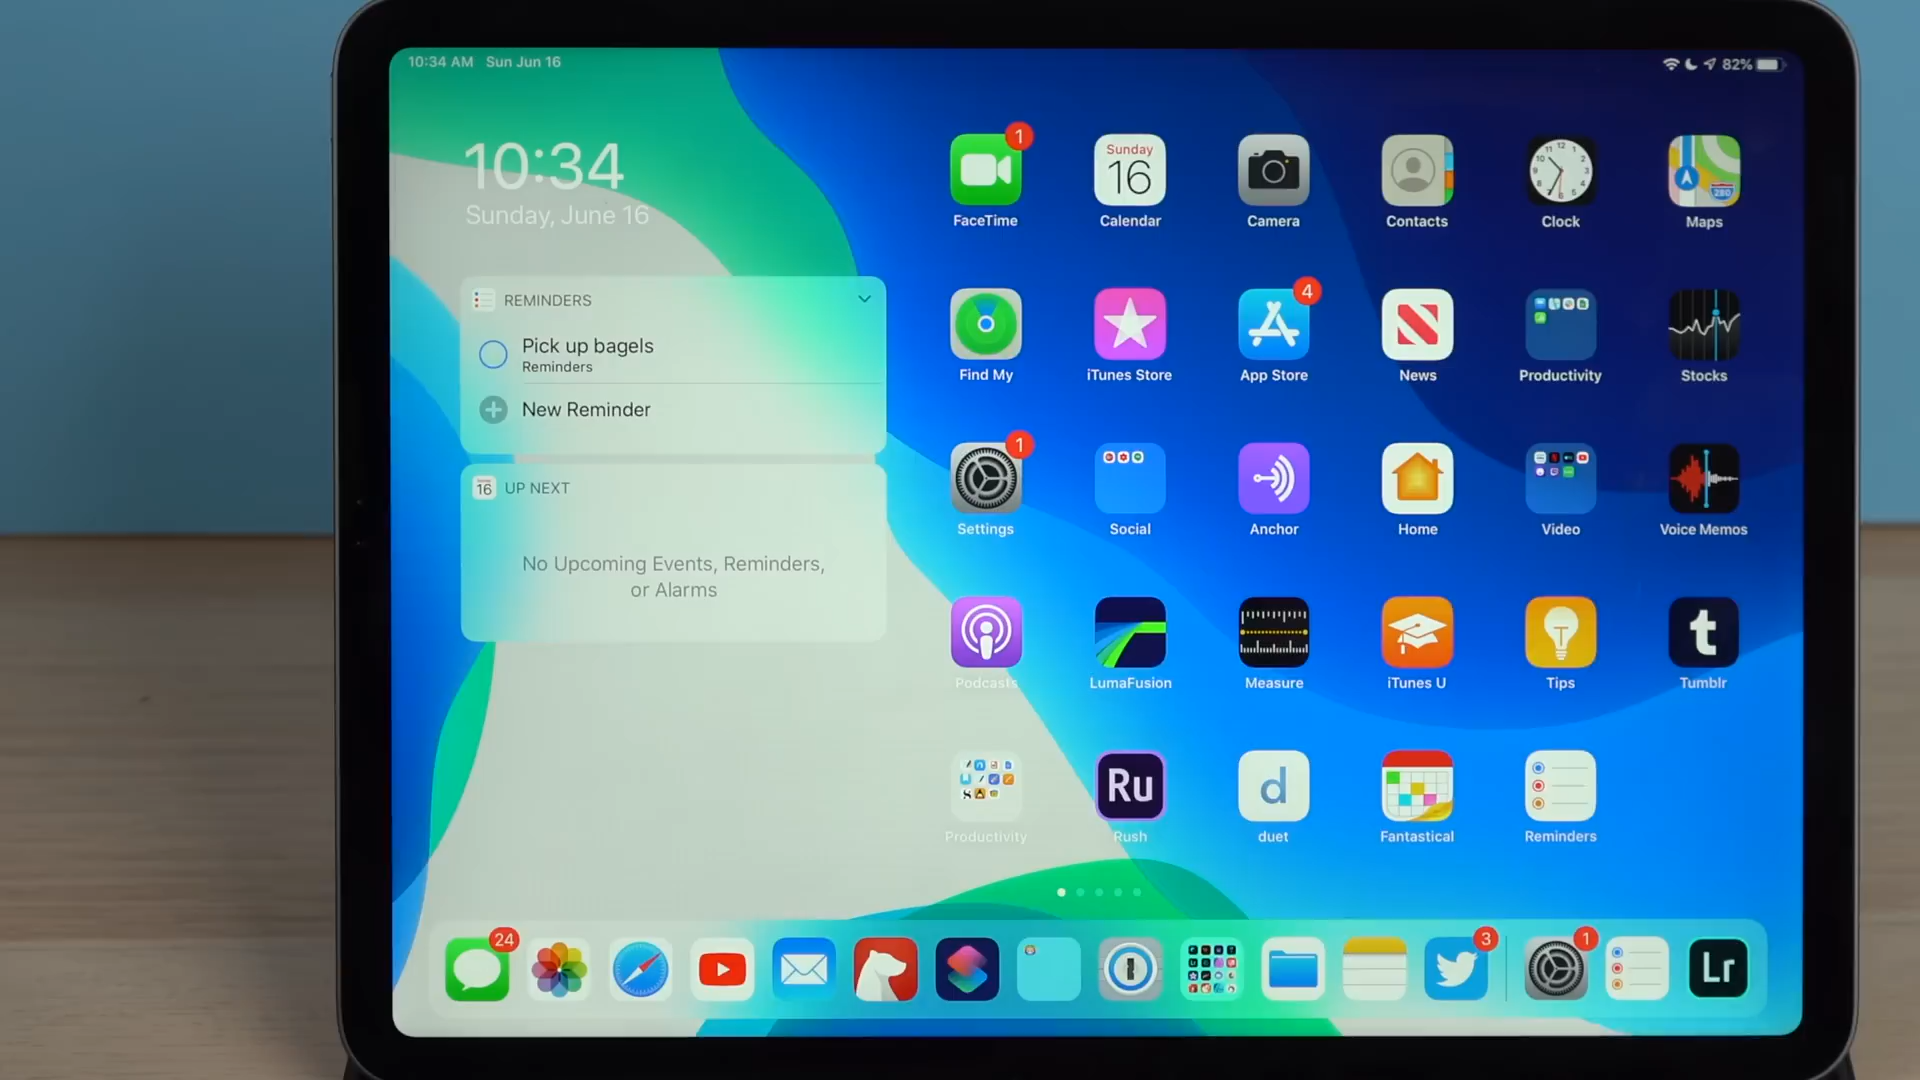 10:34 AM Sun Jun 16
82%
10:34
Sunday, June 16
REMINDERS
Pick up bagels
Reminders
New Reminder
16 UP NEXT
No Upcoming Events, Reminders,
or Alarms
1
Sunday
16
FaceTime Calendar Camera Contacts Clock Maps
280
4
Find My iTunes Store App Store News Productivity Stocks
1
Settings Social Anchor Home Video Voice Memos
t
Podcasts LumaFusion Measure iTunes U Tips Tumblr
Ru
d
Productivity Rush duet Fantastical Reminders
24
3
1
Lr